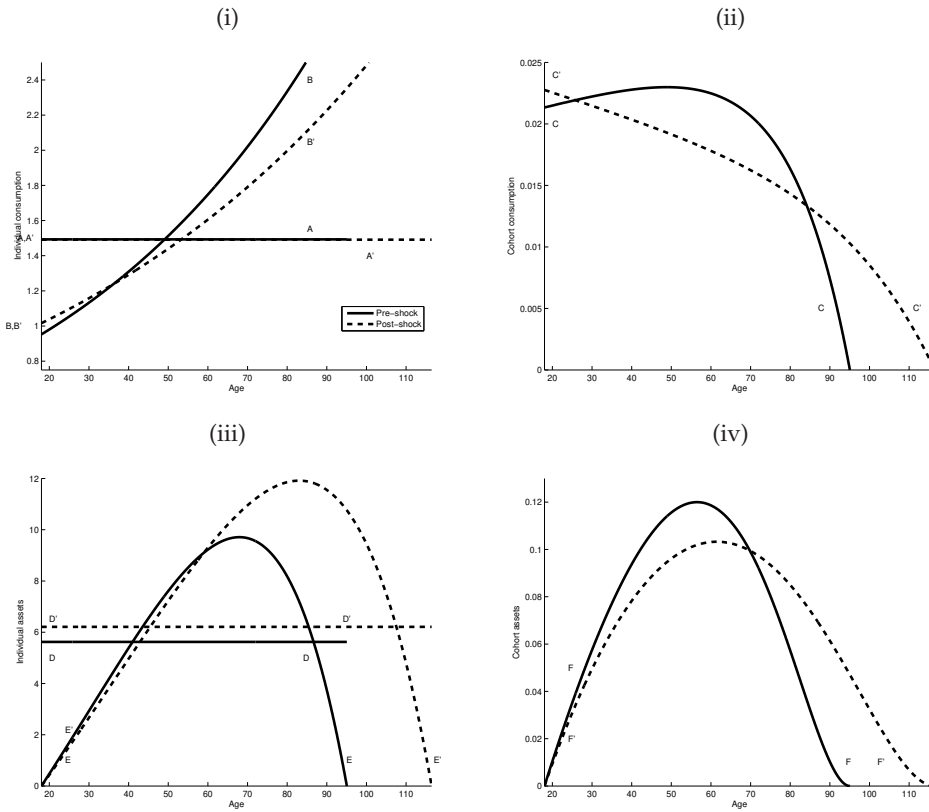 (i)
(ii)
2.4
2.2
2
1.8
1.6
1.4
1.2
1
0.8
Individual consumption
A,A'
B,B'
B
B'
A
A'
Pre-shock
Post-shock
20 30 40 50 60 70 80 90 100 110
Age
0.025
0.02
0.015
0.01
0.005
0
Cohort consumption
C'
C
C
C'
20 30 40 50 60 70 80 90 100 110
Age
(iii)
(iv)
12
10
8
6
4
2
0
Individual assets
D'
D'
D
D
E'
E
E
E'
20 30 40 50 60 70 80 90 100 110
Age
0.12
0.1
0.08
0.06
0.04
0.02
0
Cohort assets
F
F'
F
F'
20 30 40 50 60 70 80 90 100 110
Age